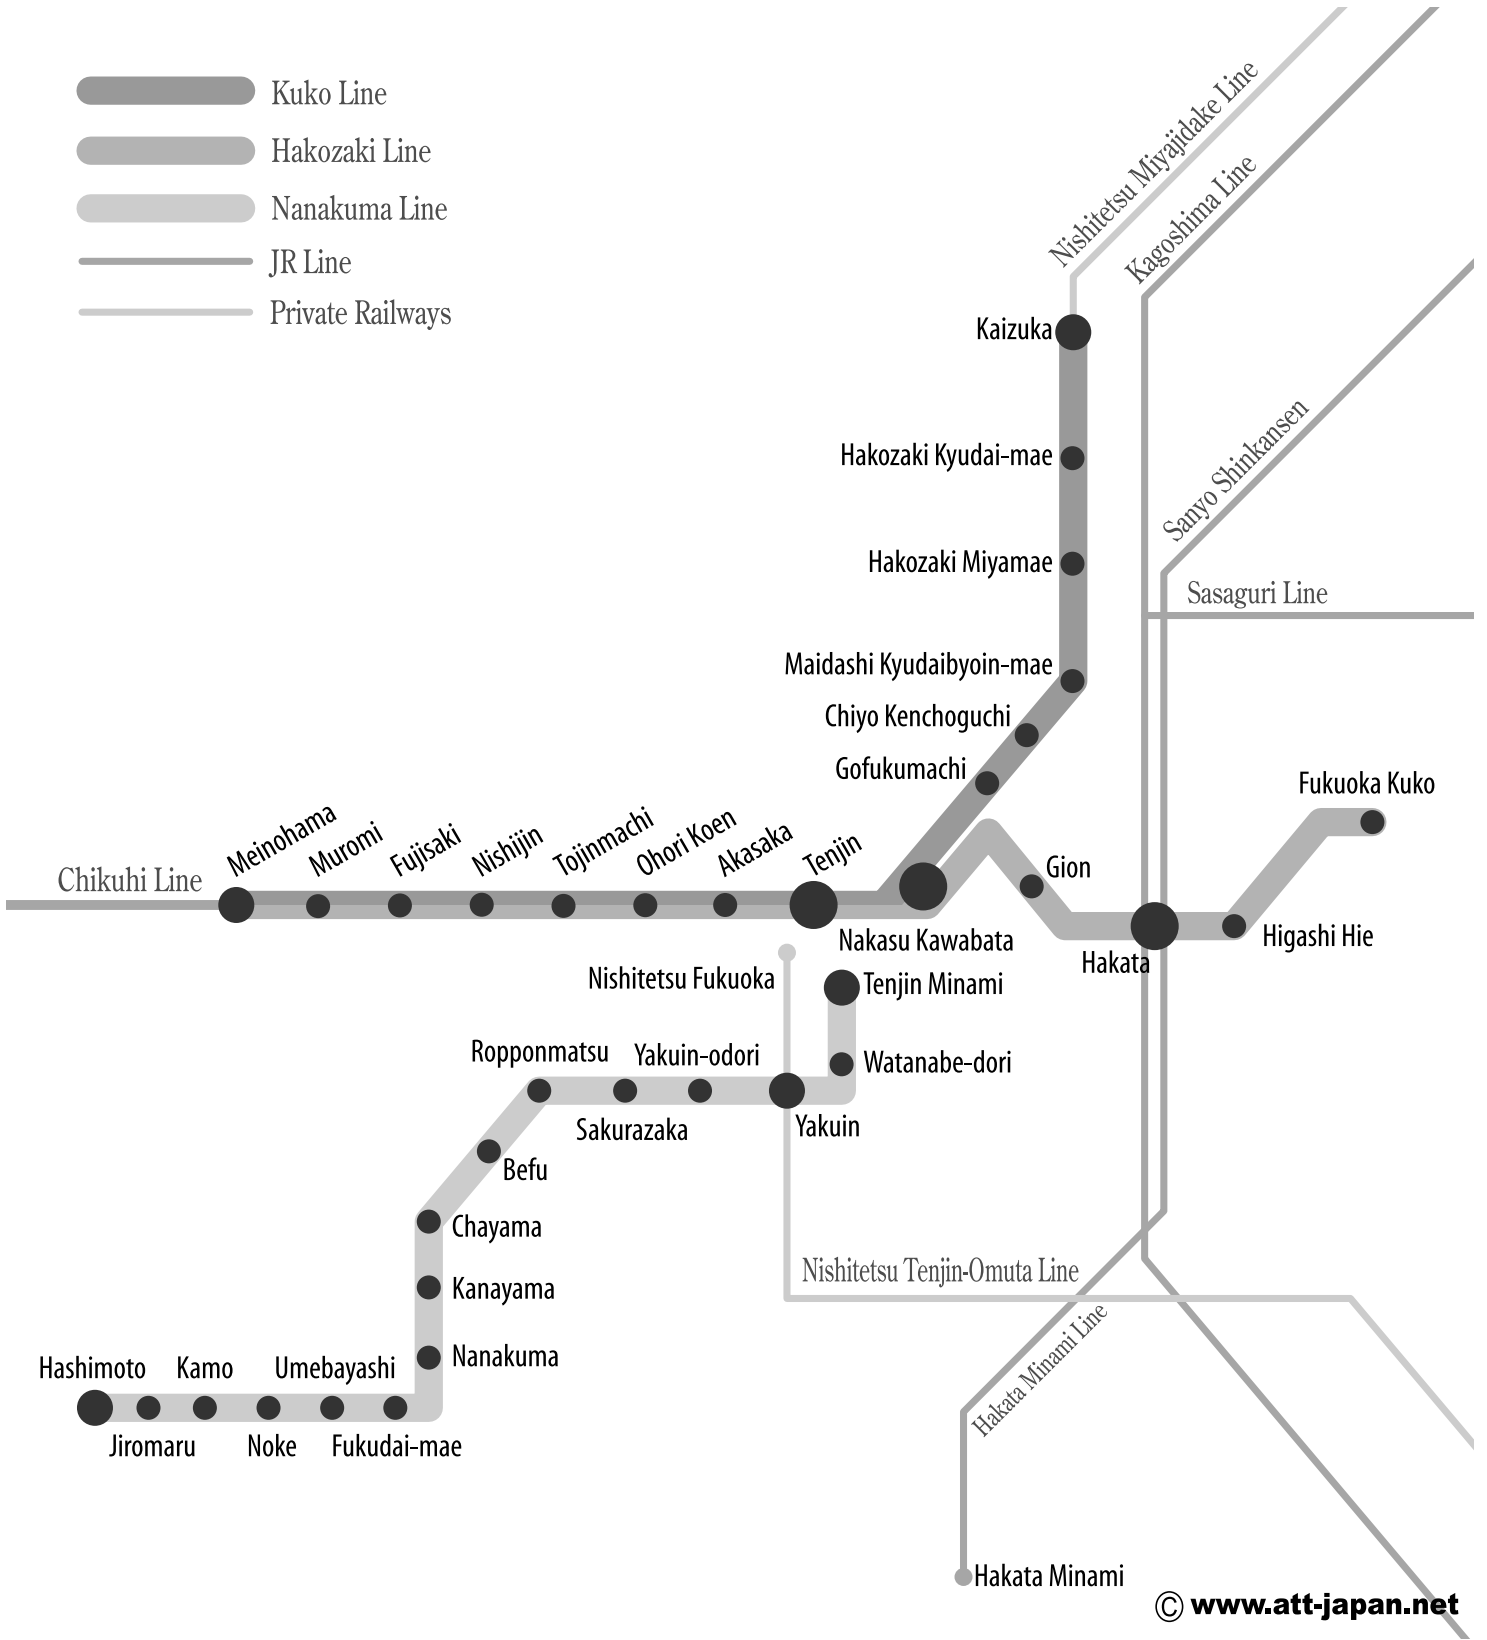 Kuko Line
Hakozaki Line
Nanakuma Line
JR Line
Private Railways
Nishitetsu Miyajidake Line
Kagoshima Line
Sanyo Shinkansen
Sasaguri Line
Kaizuka
Hakozaki Kyudai-mae
Hakozaki Miyamae
Maidashi Kyudaibyoin-mae
Chiyo Kenchoguchi
Gofukumachi
Fukuoka Kuko
Chikuhi Line
Meinohama
Muromi
Fujisaki
Nishijin
Tojinmachi
Ohori Koen
Akasaka
Tenjin
Gion
Nakasu Kawabata
Hakata
Higashi Hie
Nishitetsu Fukuoka
Tenjin Minami
Ropponmatsu
Yakuin-odori
Watanabe-dori
Sakurazaka
Yakuin
Befu
Chayama
Kanayama
Nishitetsu Tenjin-Omuta Line
Nanakuma
Hakata Minami Line
Hashimoto
Kamo
Umebayashi
Jiromaru
Noke
Fukudai-mae
Hakata Minami
© www.att-japan.net